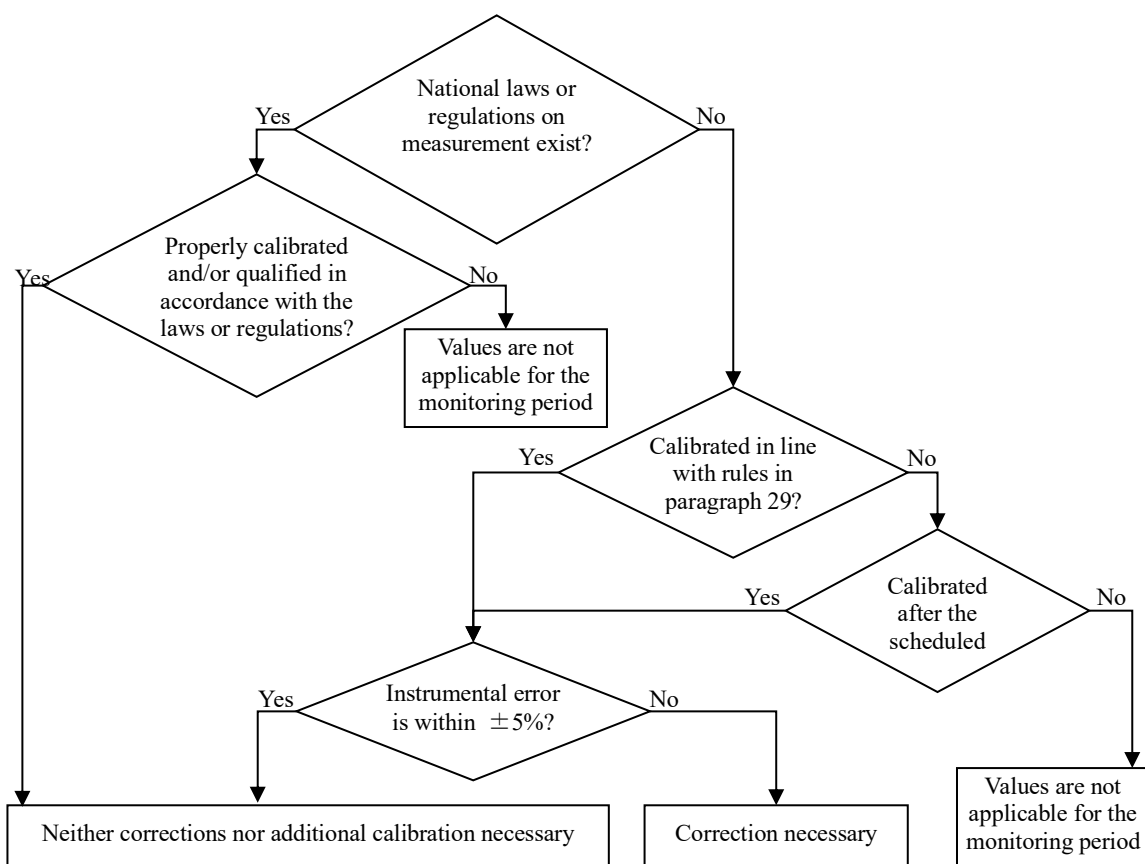 National laws or
regulations on
measurement exist?
Yes
No
Properly calibrated
and/or qualified in
accordance with the
laws or regulations?
Yes
No
Values are not
applicable for the
monitoring period
Calibrated in line
with rules in
paragraph 29?
Yes
No
Calibrated
after the
scheduled
Yes
No
Instrumental error
is within ±5%?
Yes
No
Neither corrections nor additional calibration necessary
Correction necessary
Values are not
applicable for the
monitoring period